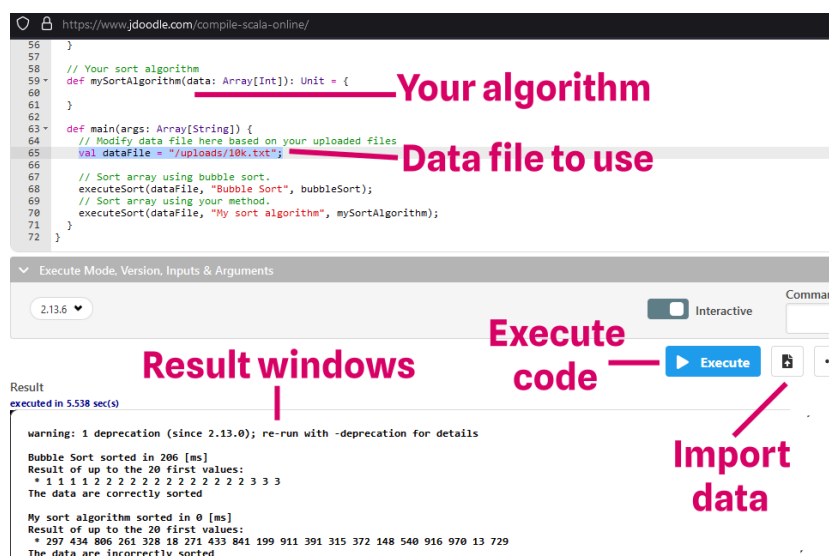 https://www.jdoodle.com/compile-scala-online/
56 }
57
58 // Your sort algorithm
59 def mySortAlgorithm(data: Array[Int]): Unit = {
60
61 }
62
63 def main(args: Array[String]) {
64 // Modify data file here based on your uploaded files
65 val dataFile = "/uploads/10k.txt";
66
67 // Sort array using bubble sort.
68 executeSort(dataFile, "Bubble Sort", bubbleSort);
69 // Sort array using your method.
70 executeSort(dataFile, "My sort algorithm", mySortAlgorithm);
71 }
72 }
Your algorithm
Data file to use
Execute Mode, Version, Inputs & Arguments
2.13.6
Interactive
Execute
Execute code
Result windows
Import data
Result
executed in 5.538 sec(s)
warning: 1 deprecation (since 2.13.0); re-run with -deprecation for details
Bubble Sort sorted in 206 [ms]
Result of up to the 20 first values:
* 1 1 1 1 2 2 2 2 2 2 2 2 2 2 2 2 2 3 3 3
The data are correctly sorted
My sort algorithm sorted in 0 [ms]
Result of up to the 20 first values:
* 297 434 806 261 328 18 271 433 841 199 911 391 315 372 148 540 916 970 13 729
The data are incorrectly sorted